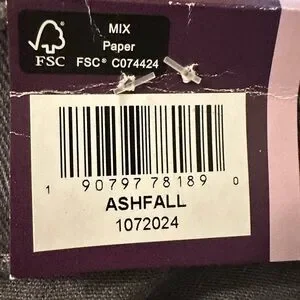 MIX
Paper
FSC
FSC® C074424
1 90797 78189 0
ASHFALL
1072024